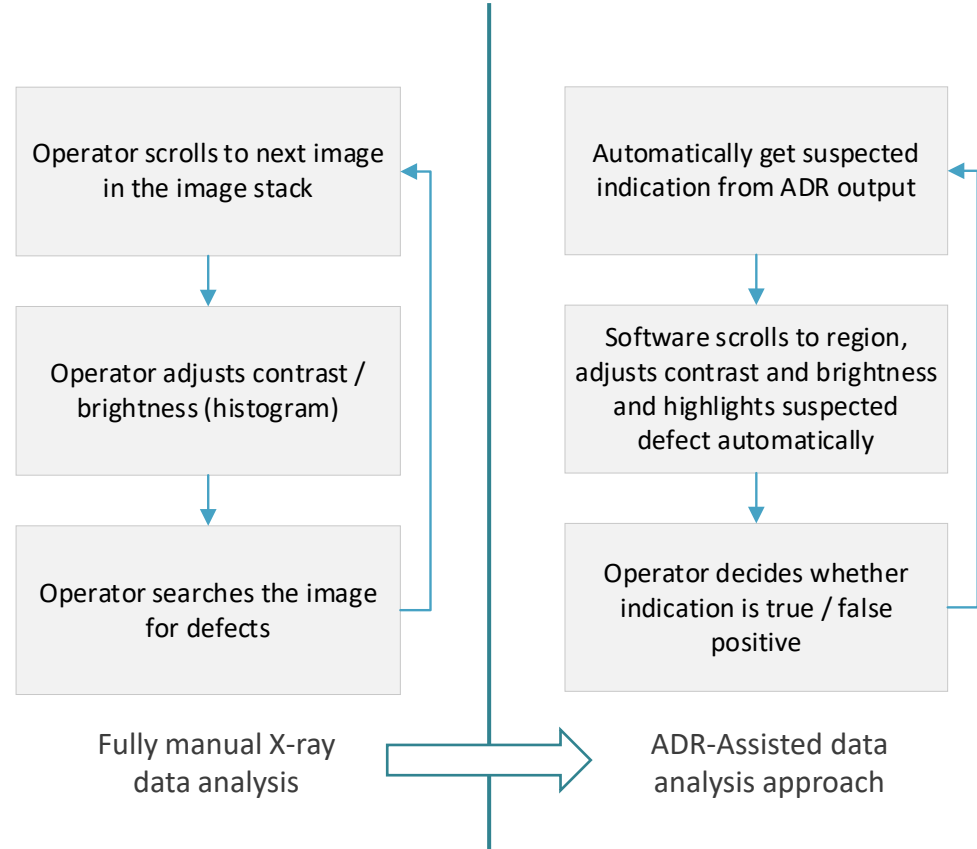 Operator scrolls to next image
in the image stack
Operator adjusts contrast /
brightness (histogram)
Operator searches the image
for defects
Fully manual X-ray
data analysis
Automatically get suspected
indication from ADR output
Software scrolls to region,
adjusts contrast and brightness
and highlights suspected
defect automatically
Operator decides whether
indication is true / false
positive
ADR-Assisted data
analysis approach